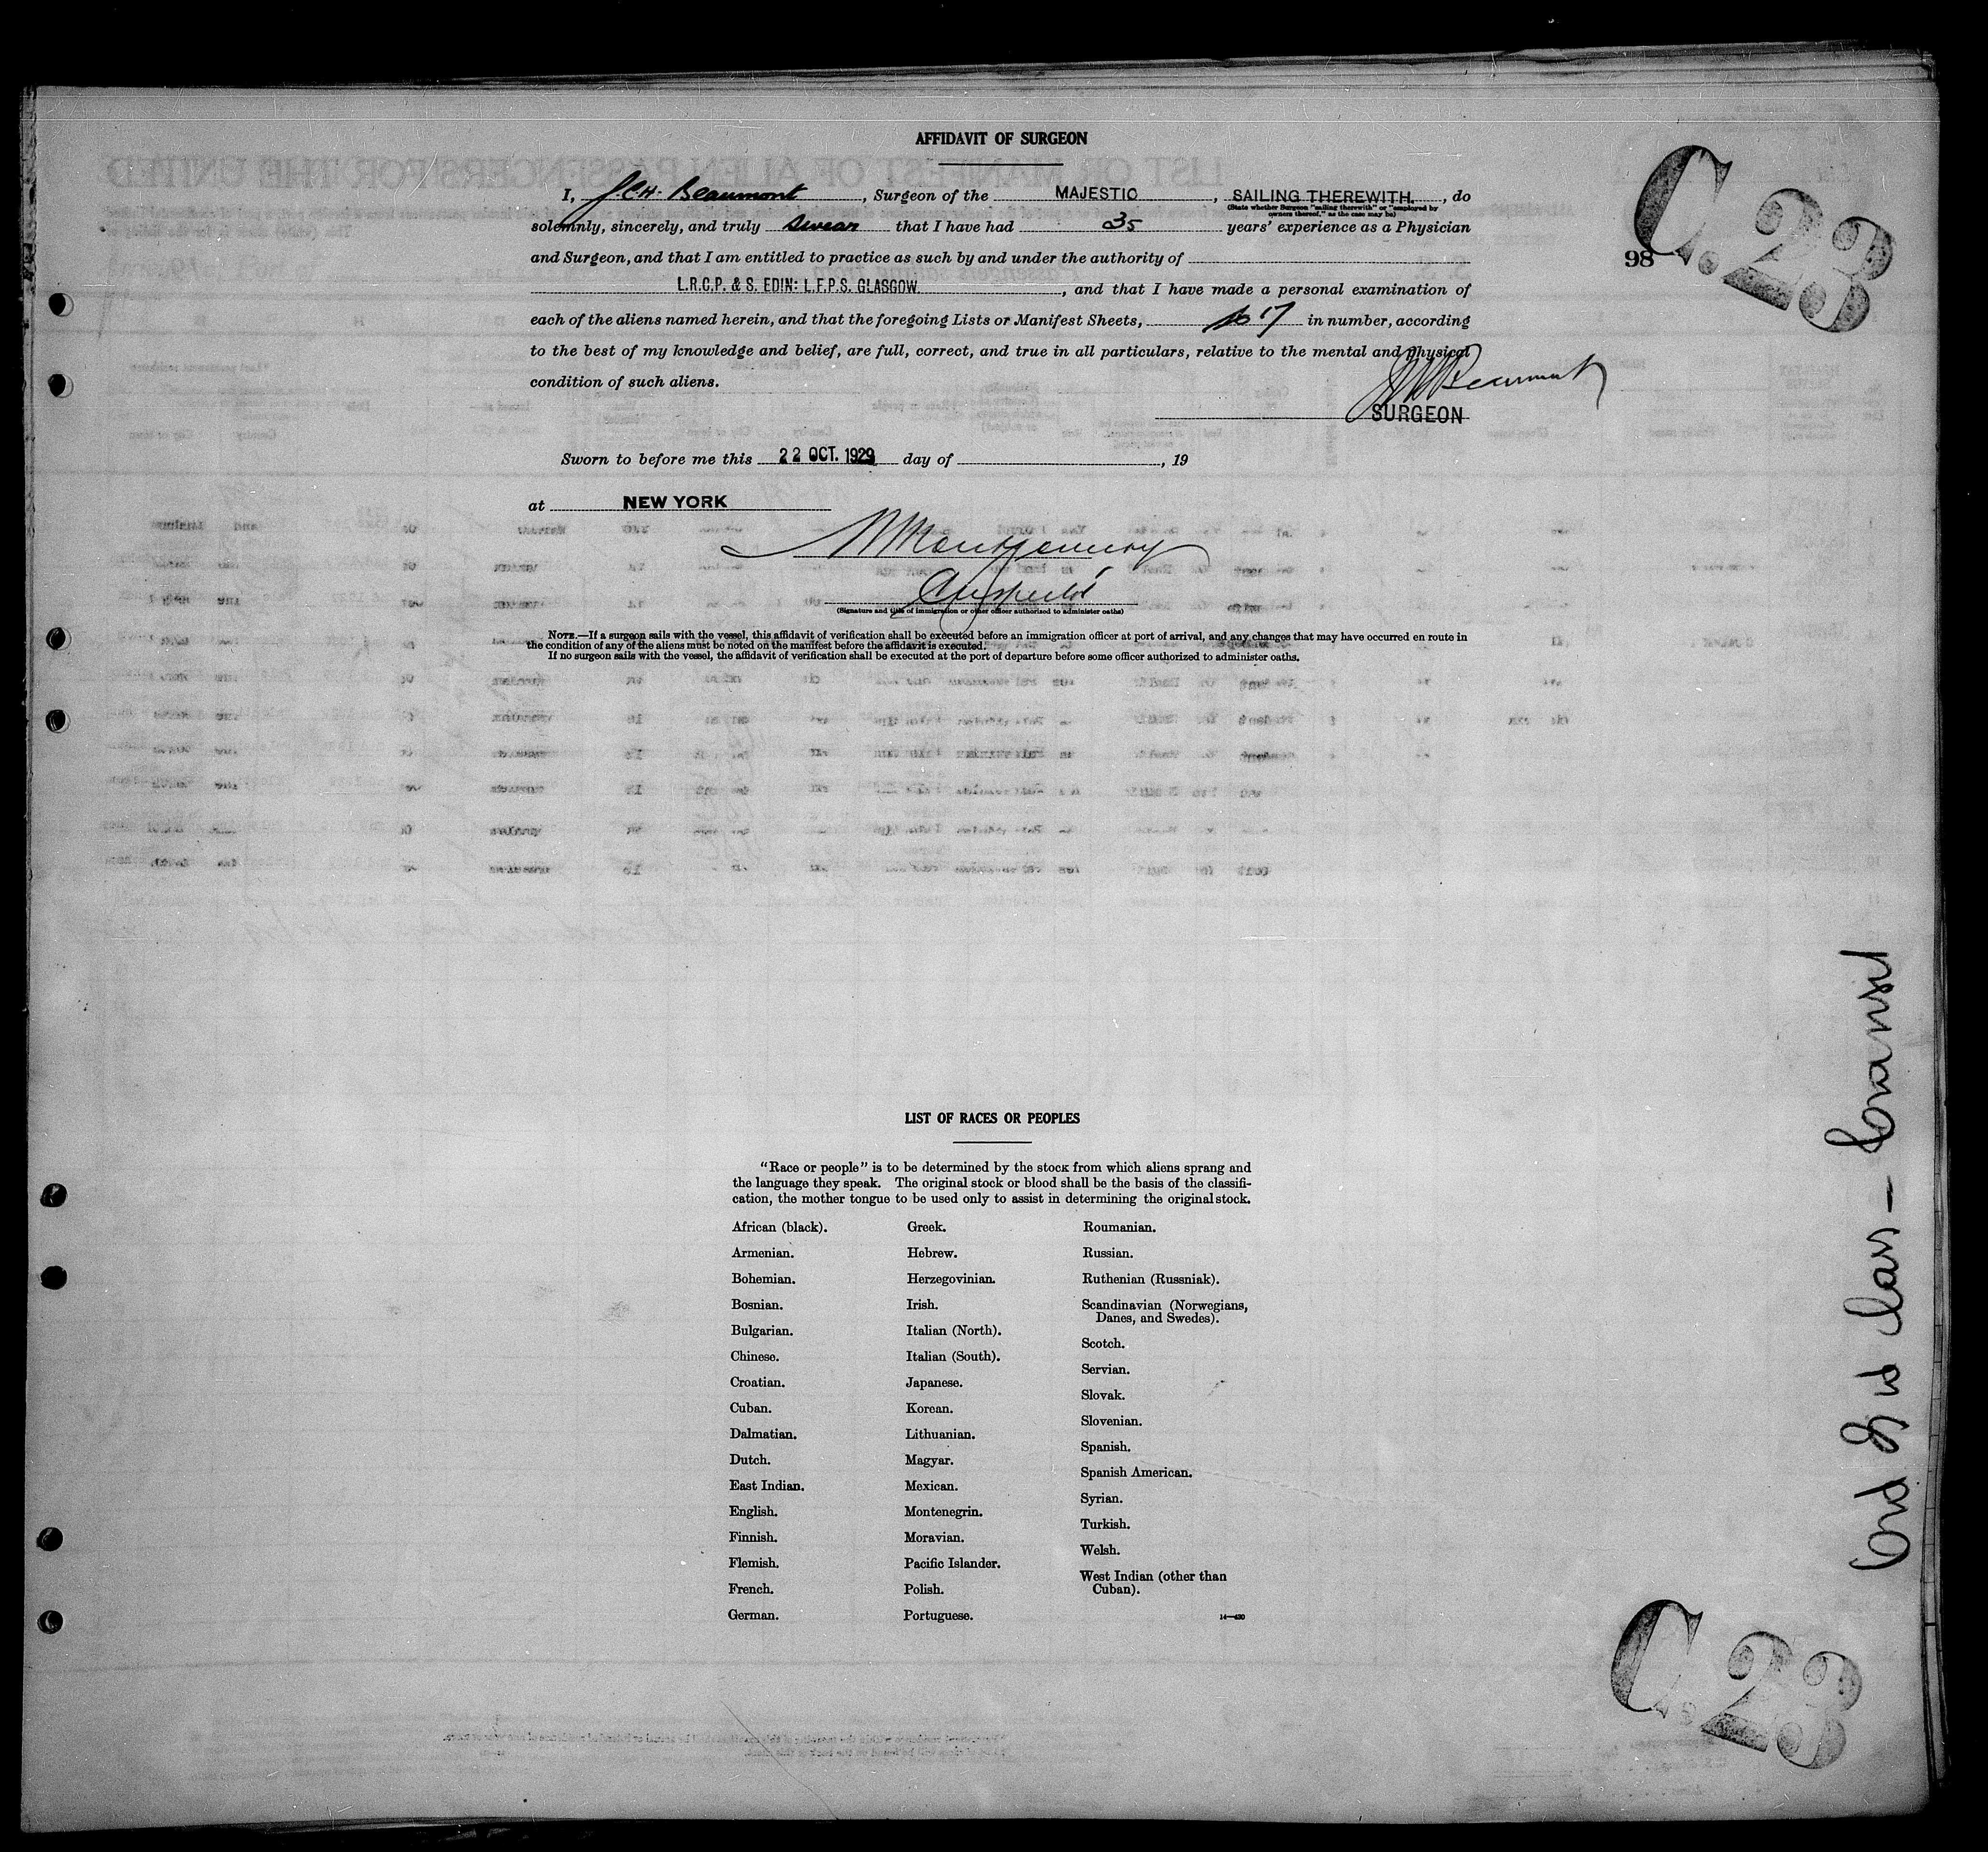 AFFIDAVIT OF SURGEON
I, J.C.H. Beaumont, Surgeon of the MAJESTIC, SAILING THEREWITH., do
(State whether Surgeon "sailing therewith" or "employed by
owners thereof," as the case may be)
solemnly, sincerely, and truly swear that I have had 35 years' experience as a Physician
and Surgeon, and that I am entitled to practice as such by and under the authority of
L.R.C.P. & S. EDIN: L.F.P.S. GLASGOW., and that I have made a personal examination of
each of the aliens named herein, and that the foregoing Lists or Manifest Sheets, 17 in number, according
to the best of my knowledge and belief, are full, correct, and true in all particulars, relative to the mental and physical
condition of such aliens.
Beaumont
SURGEON
Sworn to before me this 22 OCT. 1929 day of , 19
at NEW YORK
Montgomery
Inspector
(Signature and title of immigration or other officer authorized to administer oaths)
NOTE.—If a surgeon sails with the vessel, this affidavit of verification shall be executed before an immigration officer at port of arrival, and any changes that may have occurred en route in
the condition of any of the aliens must be noted on the manifest before the affidavit is executed.
If no surgeon sails with the vessel, the affidavit of verification shall be executed at the port of departure before some officer authorized to administer oaths.
C.23
98
LIST OF RACES OR PEOPLES
"Race or people" is to be determined by the stock from which aliens sprang and
the language they speak. The original stock or blood shall be the basis of the classifi-
cation, the mother tongue to be used only to assist in determining the original stock.
African (black).
Armenian.
Bohemian.
Bosnian.
Bulgarian.
Chinese.
Croatian.
Cuban.
Dalmatian.
Dutch.
East Indian.
English.
Finnish.
Flemish.
French.
German.
Greek.
Hebrew.
Herzegovinian.
Irish.
Italian (North).
Italian (South).
Japanese.
Korean.
Lithuanian.
Magyar.
Mexican.
Montenegrin.
Moravian.
Pacific Islander.
Polish.
Portuguese.
Roumanian.
Russian.
Ruthenian (Russniak).
Scandinavian (Norwegians,
Danes, and Swedes).
Scotch.
Servian.
Slovak.
Slovenian.
Spanish.
Spanish American.
Syrian.
Turkish.
Welsh.
West Indian (other than
Cuban).
14—430
C.23